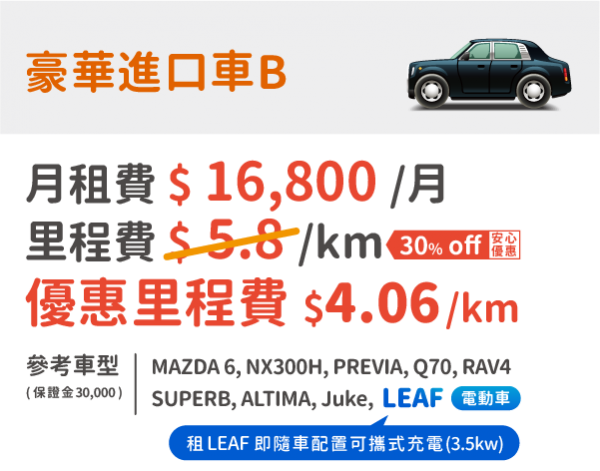 豪華進口車B
月租費 $ 16,800 /月
里程費 $ 5.8 /km 30% off 安心優惠
優惠里程費 $4.06/km
參考車型
(保證金30,000)
MAZDA 6, NX300H, PREVIA, Q70, RAV4
SUPERB, ALTIMA, Juke, LEAF 電動車
租 LEAF 即隨車配置可攜式充電(3.5kw)